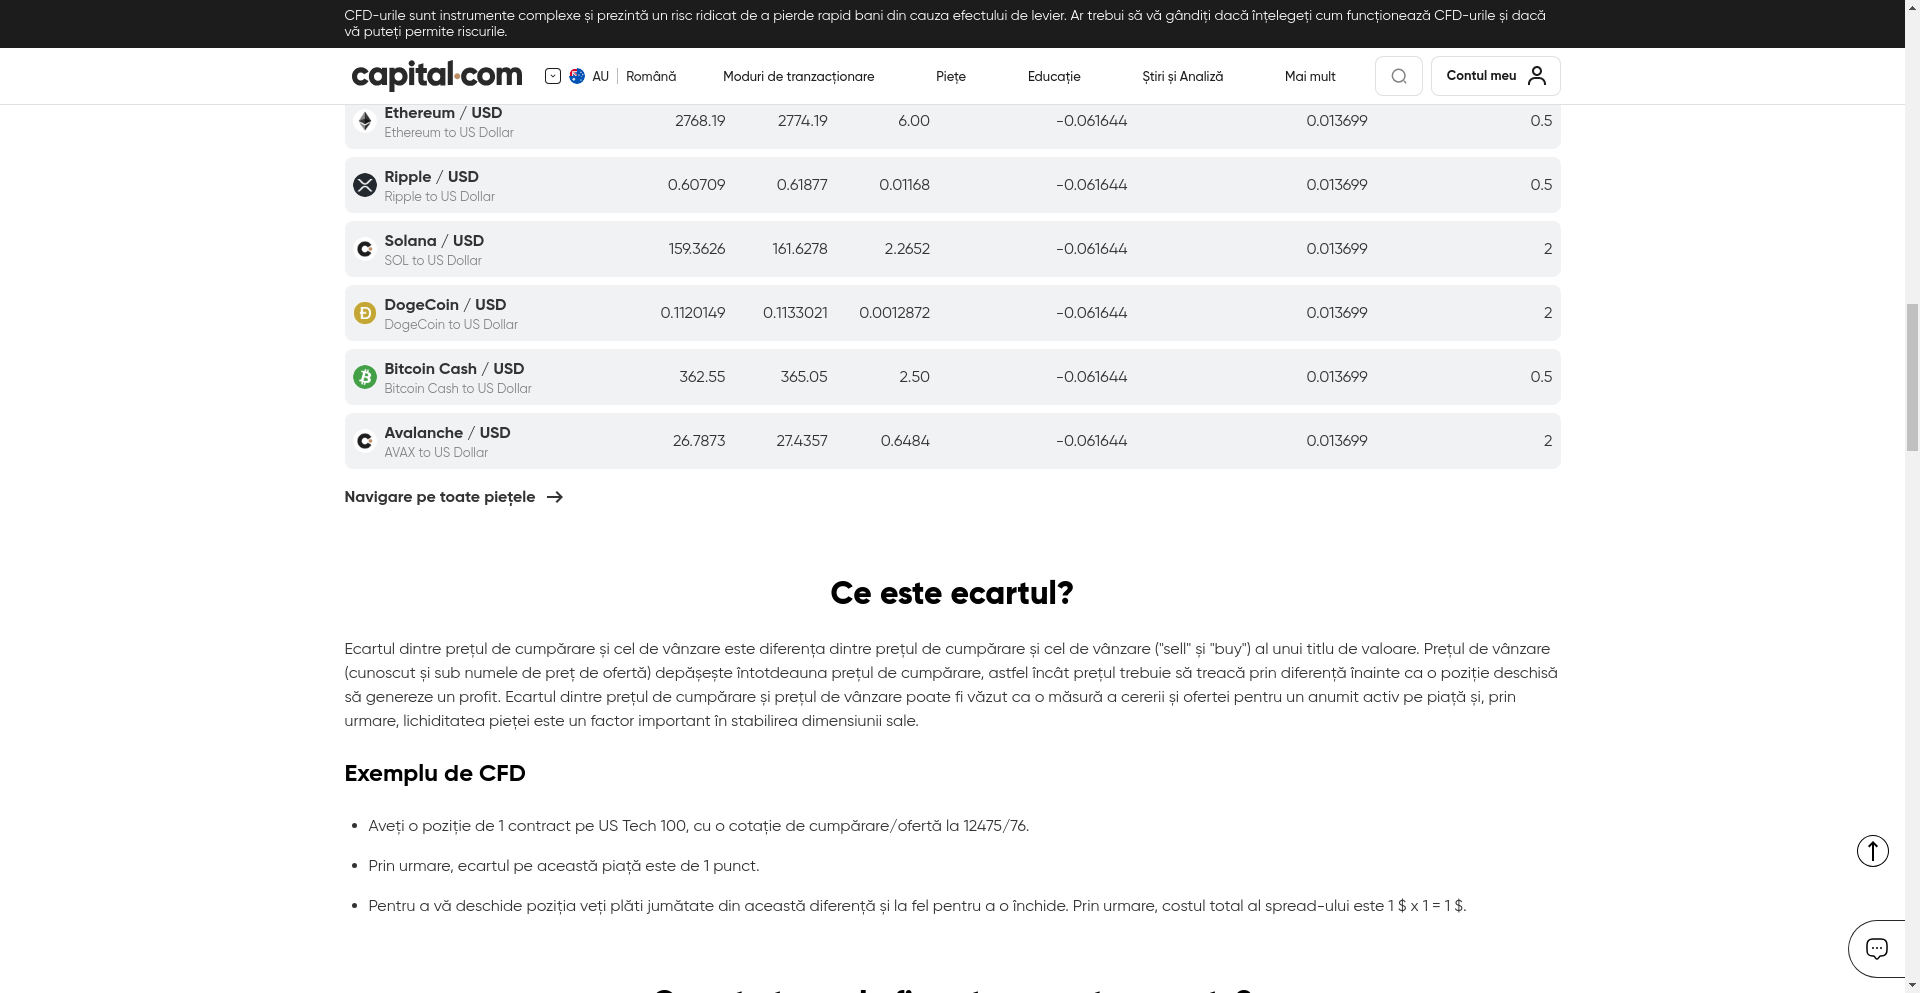 CFD-urile sunt instrumente complexe și prezintă un risc ridicat de a pierde rapid bani din cauza efectului de levier. Ar trebui să vă gândiți dacă înțelegeți cum funcționează CFD-urile și dacă
vă puteți permite riscurile.
capital.com AU Română Moduri de tranzacționare Piețe Educație Știri și Analiză Mai mult Contul meu
Ethereum / USD 2768.19 2774.19 6.00 -0.061644 0.013699 0.5
Ethereum to US Dollar
Ripple / USD 0.60709 0.61877 0.01168 -0.061644 0.013699 0.5
Ripple to US Dollar
Solana / USD 159.3626 161.6278 2.2652 -0.061644 0.013699 2
SOL to US Dollar
DogeCoin / USD 0.1120149 0.1133021 0.0012872 -0.061644 0.013699 2
DogeCoin to US Dollar
Bitcoin Cash / USD 362.55 365.05 2.50 -0.061644 0.013699 0.5
Bitcoin Cash to US Dollar
Avalanche / USD 26.7873 27.4357 0.6484 -0.061644 0.013699 2
AVAX to US Dollar
Navigare pe toate piețele
Ce este ecartul?
Ecartul dintre prețul de cumpărare și cel de vânzare este diferența dintre prețul de cumpărare și cel de vânzare ("sell" și "buy") al unui titlu de valoare. Prețul de vânzare
(cunoscut și sub numele de preț de ofertă) depășește întotdeauna prețul de cumpărare, astfel încât prețul trebuie să treacă prin diferență înainte ca o poziție deschisă
să genereze un profit. Ecartul dintre prețul de cumpărare și prețul de vânzare poate fi văzut ca o măsură a cererii și ofertei pentru un anumit activ pe piață și, prin
urmare, lichiditatea pieței este un factor important în stabilirea dimensiunii sale.
Exemplu de CFD
Aveți o poziție de 1 contract pe US Tech 100, cu o cotație de cumpărare/ofertă la 12475/76.
Prin urmare, ecartul pe această piață este de 1 punct.
Pentru a vă deschide poziția veți plăti jumătate din această diferență și la fel pentru a o închide. Prin urmare, costul total al spread-ului este 1 $ x 1 = 1 $.